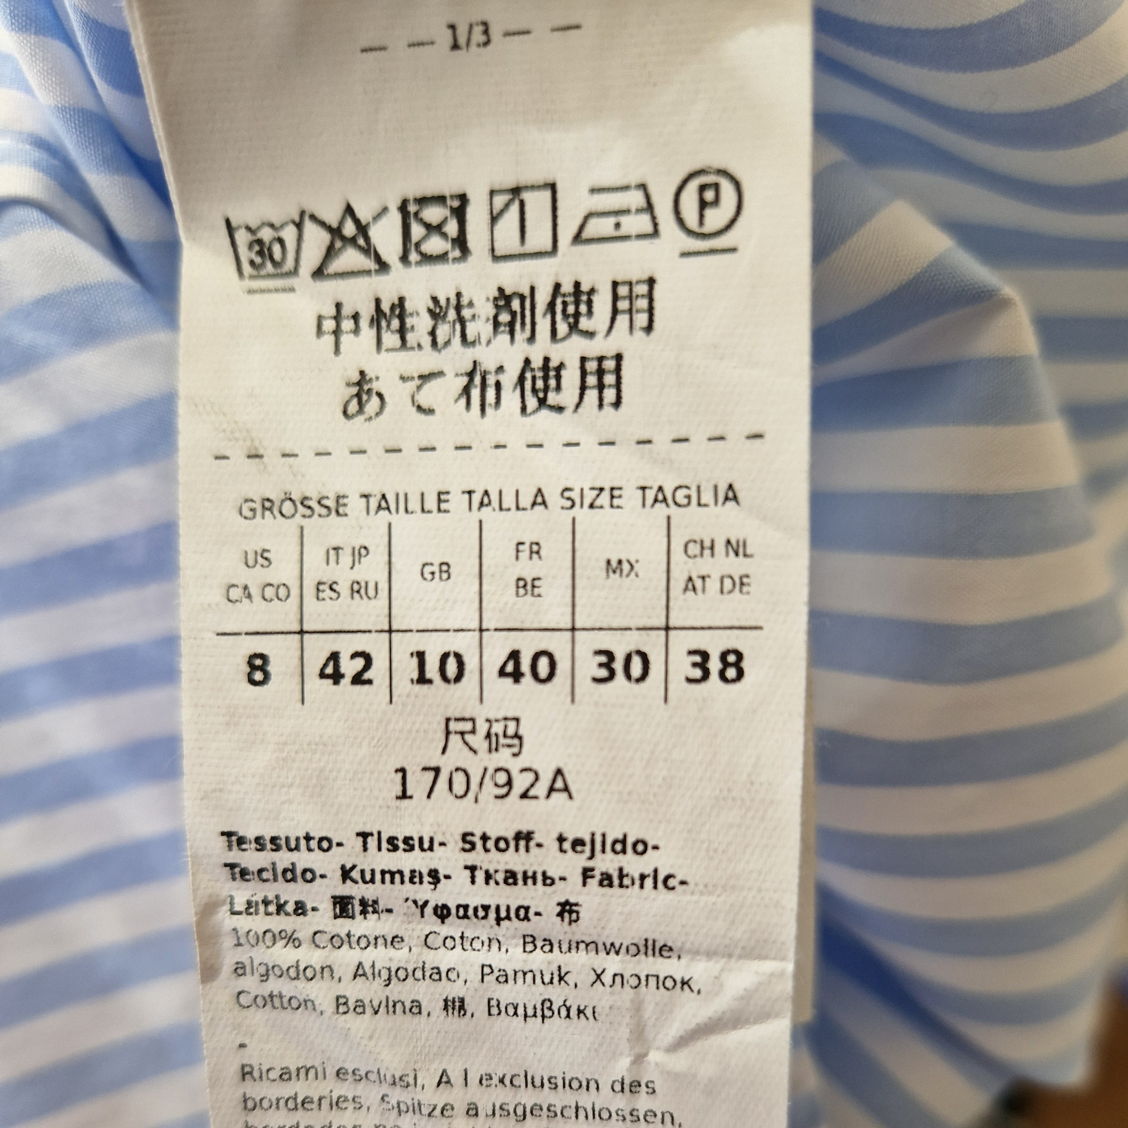 – – 1/3 – –
30 P
中性洗剤使用
あて布使用
GRÖSSE TAILLE TALLA SIZE TAGLIA
US IT JP GB FR MX CH NL
CA CO ES RU BE AT DE
8 42 10 40 30 38
尺码
170/92A
Tessuto- Tissu- Stoff- tejido-
Tecido- Kumaş- Ткань- Fabric-
Látka- 面料- Ύφασμα- 布
100% Cotone, Coton, Baumwolle,
algodon, Algodao, Pamuk, Хлопок,
Cotton, Bavlna, 棉, Βαμβάκι
-
Ricami esclusi, A l exclusion des
borderies, Spitze ausgeschlossen,